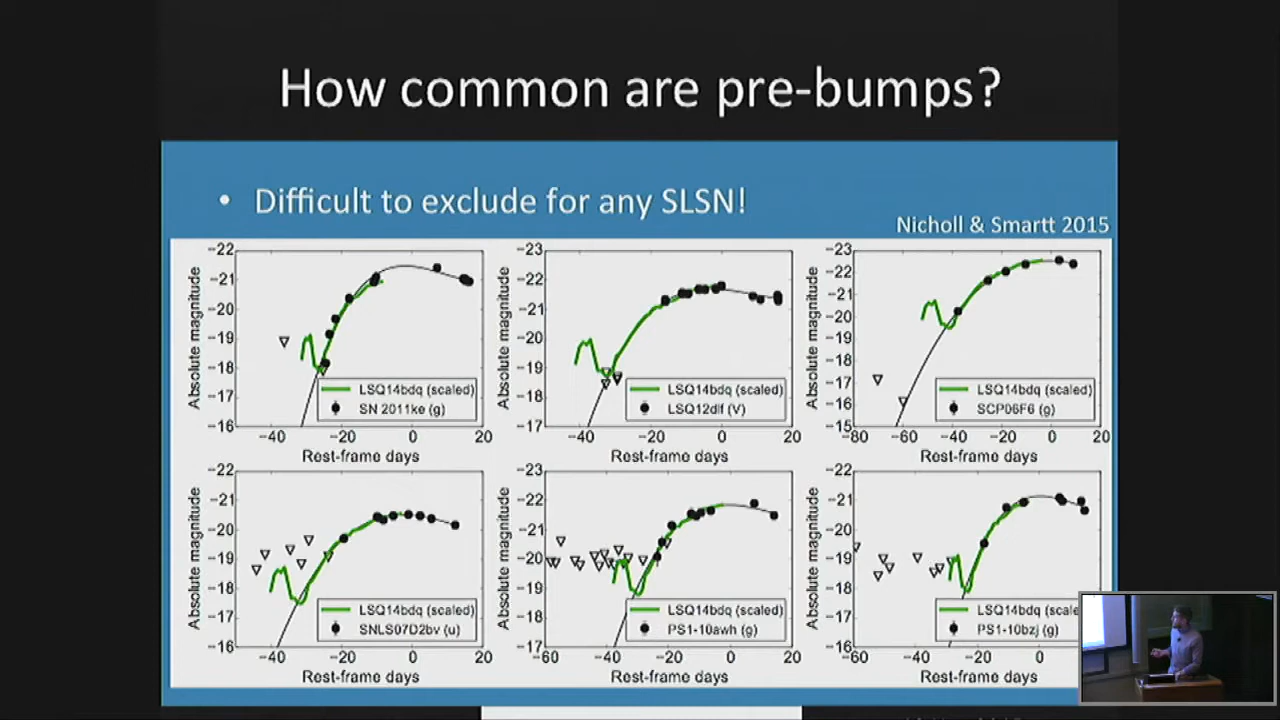 How common are pre-bumps?
• Difficult to exclude for any SLSN!
Nicholl & Smartt 2015
−22
−21
−20
−19
−18
−17
−16
Absolute magnitude
LSQ14bdq (scaled)
SN 2011ke (g)
−40 −20 0 20
Rest-frame days
−23
−22
−21
−20
−19
−18
−17
Absolute magnitude
LSQ14bdq (scaled)
LSQ12dlf (V)
−40 −20 0 20
Rest-frame days
−23
−22
−21
−20
−19
−18
−17
−16
−15
Absolute magnitude
LSQ14bdq (scaled)
SCP06F6 (g)
−80 −60 −40 −20 0 20
Rest-frame days
−22
−21
−20
−19
−18
−17
−16
Absolute magnitude
LSQ14bdq (scaled)
SNLS07D2bv (u)
−40 −20 0 20
Rest-frame days
−23
−22
−21
−20
−19
−18
−17
Absolute magnitude
LSQ14bdq (scaled)
PS1-10awh (g)
−60 −40 −20 0 20
Rest-frame days
−22
−21
−20
−19
−18
−17
−16
Absolute magnitude
LSQ14bdq (scale
PS1-10bzj (g)
−60 −40 −20 0
Rest-frame days